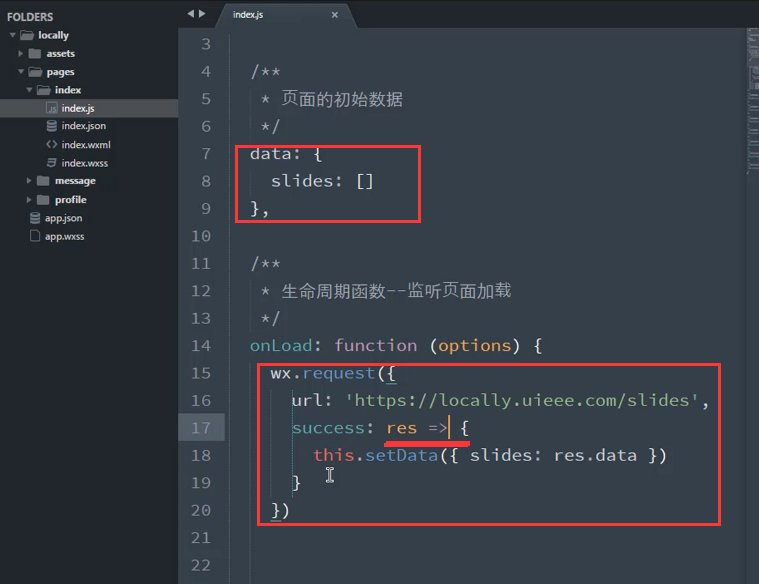 FOLDERS
locally
assets
pages
index
index.js
index.json
index.wxml
index.wxss
message
profile
app.json
app.wxss
index.js ×
3
4 /**
5 * 页面的初始数据
6 */
7 data: {
8 slides: []
9 },
10
11 /**
12 * 生命周期函数--监听页面加载
13 */
14 onLoad: function (options) {
15 wx.request({
16 url: 'https://locally.uieee.com/slides',
17 success: res => {
18 this.setData({ slides: res.data })
19 }
20 })
21
22